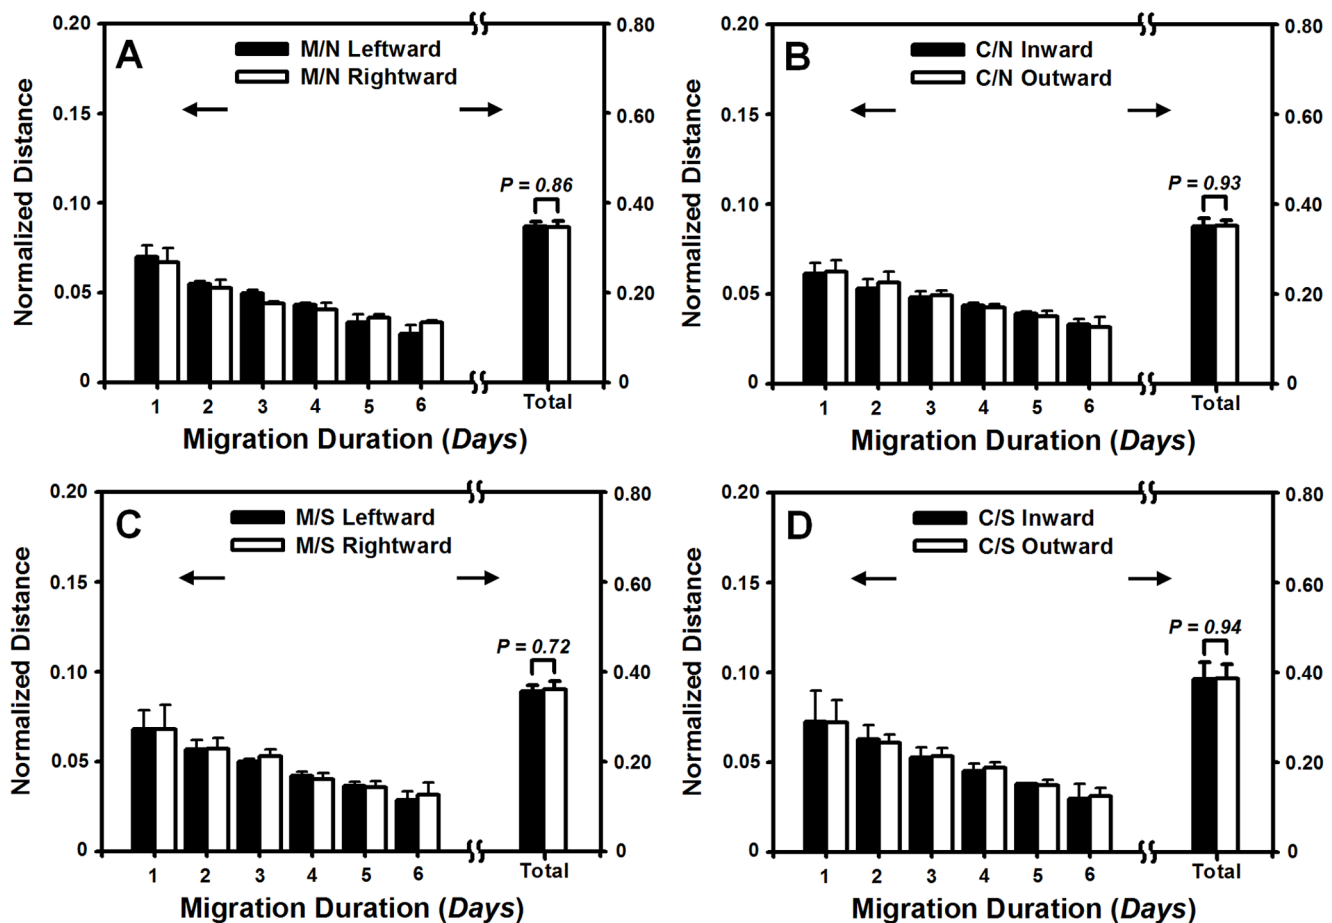 A
M/N Leftward
M/N Rightward
Normalized Distance
0.20
0.15
0.10
0.05
0
0.80
0.60
0.40
0.20
0
P = 0.86
1 2 3 4 5 6 Total
Migration Duration (Days)
B
C/N Inward
C/N Outward
Normalized Distance
0.20
0.15
0.10
0.05
0
0.80
0.60
0.40
0.20
0
P = 0.93
1 2 3 4 5 6 Total
Migration Duration (Days)
C
M/S Leftward
M/S Rightward
Normalized Distance
0.20
0.15
0.10
0.05
0
0.80
0.60
0.40
0.20
0
P = 0.72
1 2 3 4 5 6 Total
Migration Duration (Days)
D
C/S Inward
C/S Outward
Normalized Distance
0.20
0.15
0.10
0.05
0
0.80
0.60
0.40
0.20
0
P = 0.94
1 2 3 4 5 6 Total
Migration Duration (Days)